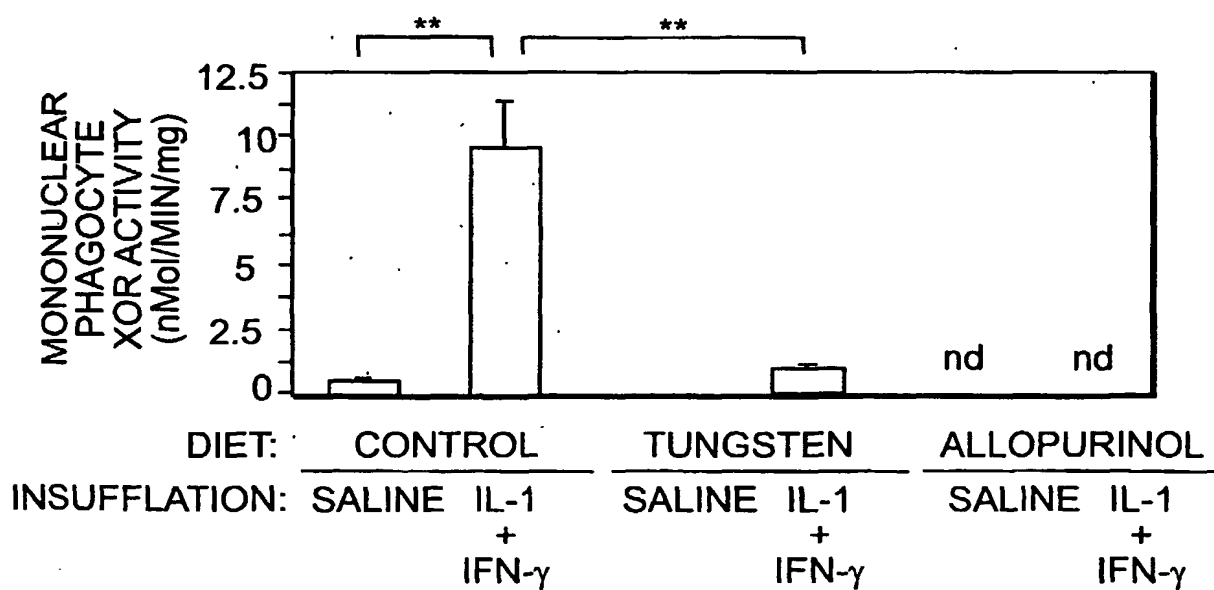 ** **
MONONUCLEAR
PHAGOCYTE
XOR ACTIVITY
(nMol/MIN/mg)
12.5
10
7.5
5
2.5
0
nd nd
DIET: CONTROL TUNGSTEN ALLOPURINOL
INSUFFLATION: SALINE IL-1 SALINE IL-1 SALINE IL-1
+ + +
IFN-γ IFN-γ IFN-γ